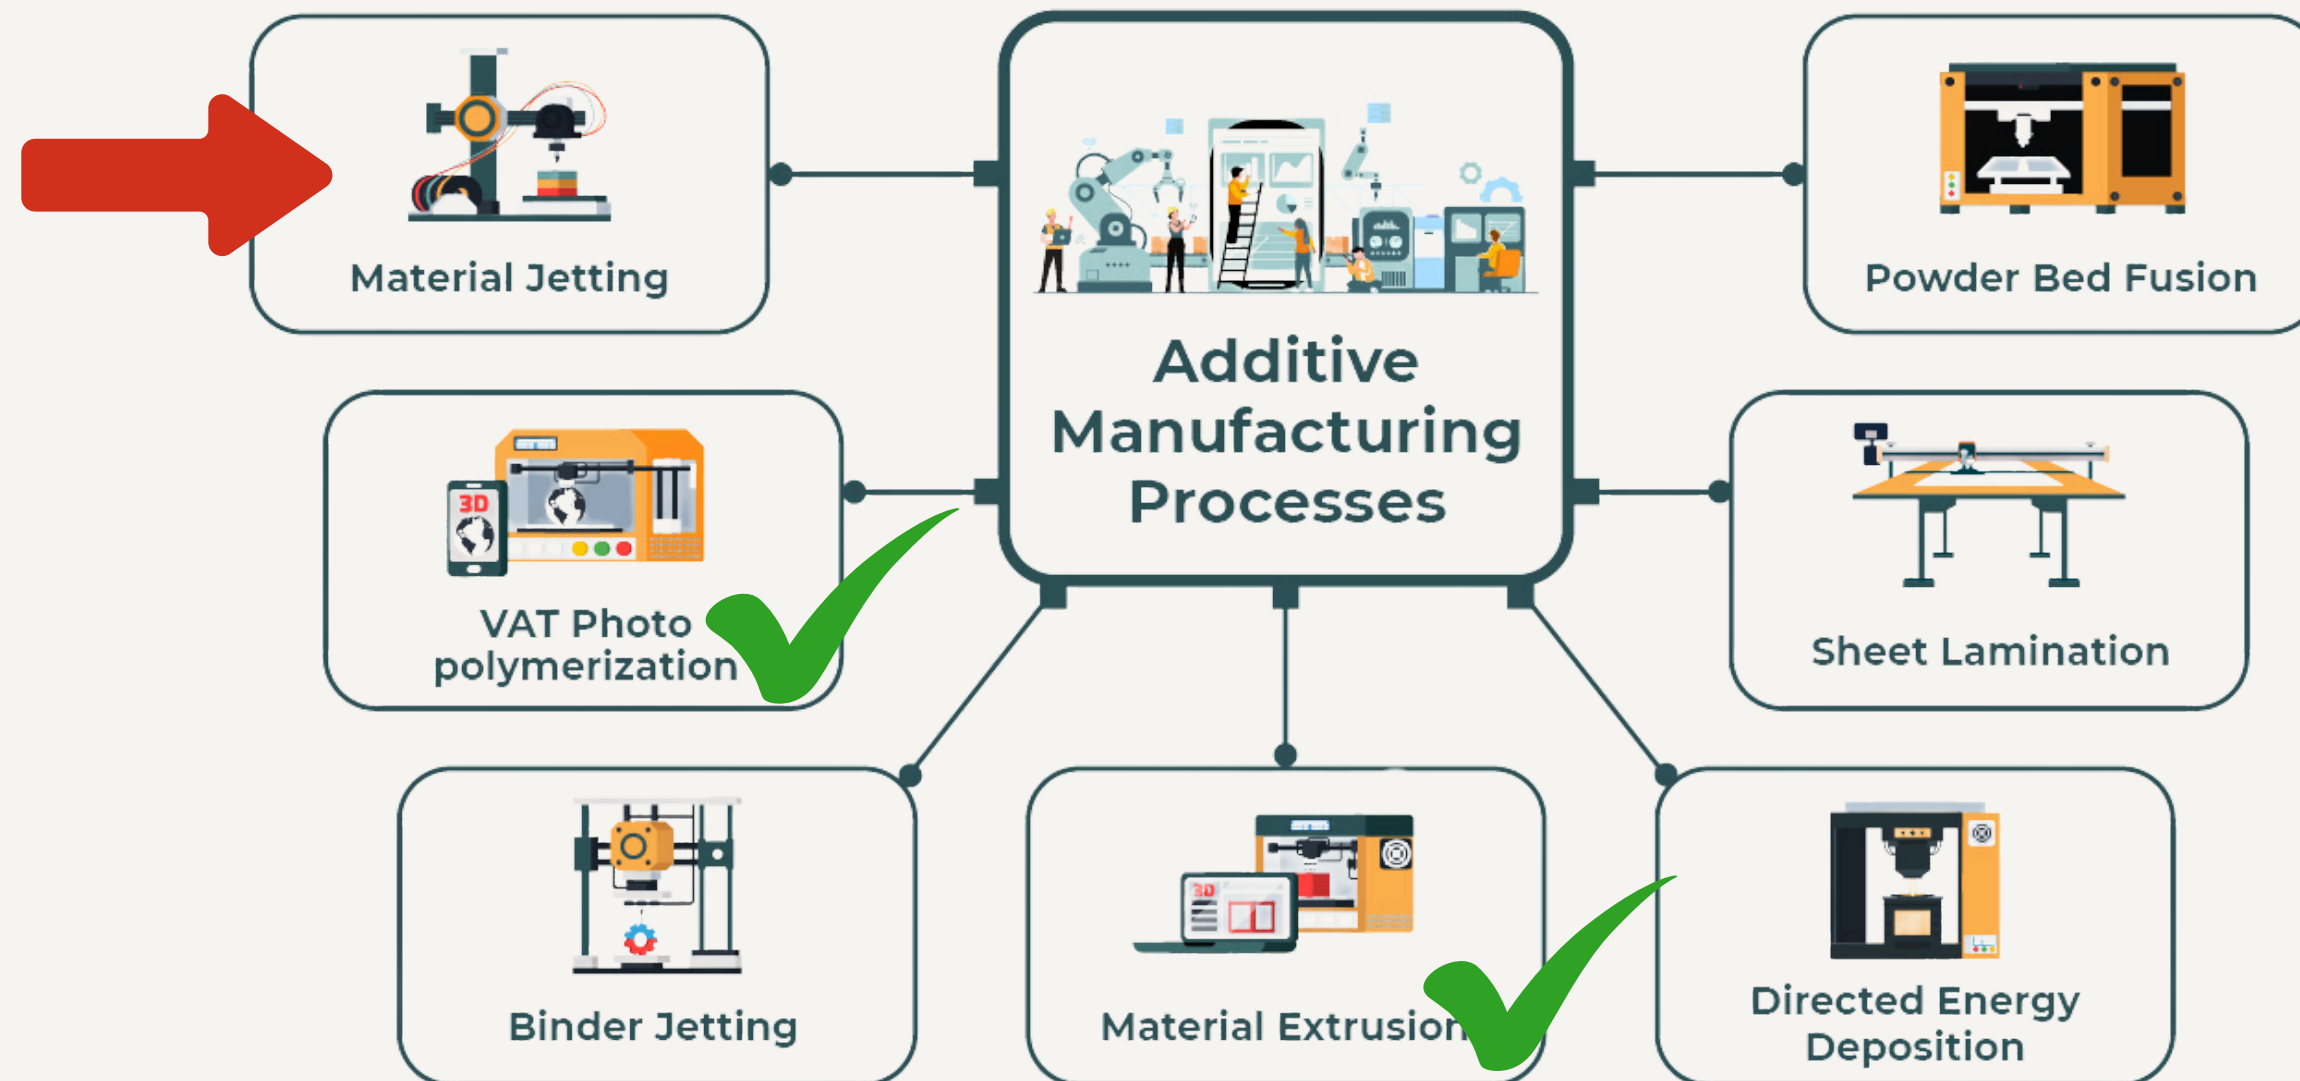 Material Jetting
Additive
Manufacturing
Processes
Powder Bed Fusion
3D
VAT Photo
polymerization
Sheet Lamination
Binder Jetting
3D
Material Extrusion
Directed Energy
Deposition